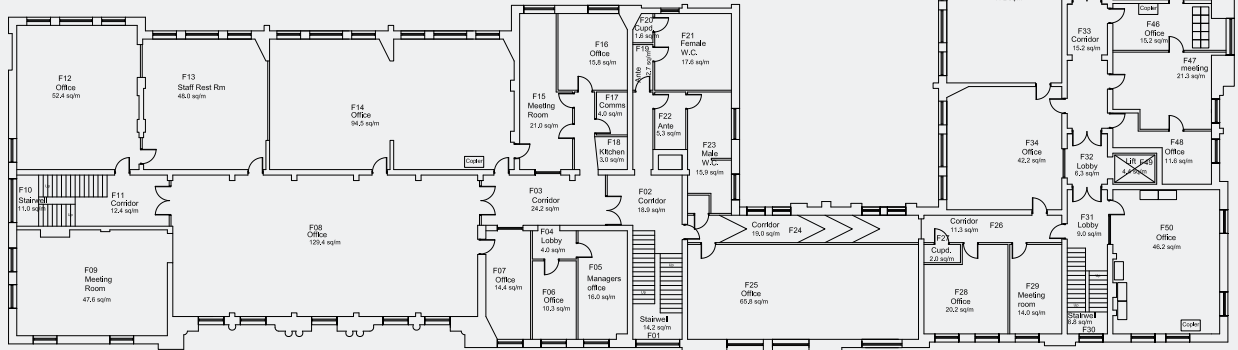 F12
Office
52.4 sq/m
F13
Staff Rest Rm
48.0 sq/m
F14
Office
94.5 sq/m
Copier
F15
Meeting
Room
21.0 sq/m
F16
Office
15.8 sq/m
F17
Comms
4.0 sq/m
F18
Kitchen
3.0 sq/m
F20
Cupd.
1.6 sq/m
F19
Ante
2.7 sq/m
F21
Female
W.C.
17.6 sq/m
F22
Ante
5.3 sq/m
F23
Male
W.C.
15.9 sq/m
F10
Stairwell
11.0 sq/m
F11
Corridor
12.4 sq/m
F09
Meeting
Room
47.6 sq/m
F08
Office
129.4 sq/m
F03
Corridor
24.2 sq/m
F02
Corridor
18.9 sq/m
F04
Lobby
4.0 sq/m
F07
Office
14.4 sq/m
F06
Office
10.3 sq/m
F05
Managers
office
16.0 sq/m
Stairwell
14.2 sq/m
F01
Corridor
19.0 sq/m
F24
F25
Office
65.8 sq/m
Corridor
11.3 sq/m
F26
F27
Cupd.
2.0 sq/m
F28
Office
20.2 sq/m
F29
Meeting
room
14.0 sq/m
Stairwell
6.8 sq/m
F30
F31
Lobby
9.0 sq/m
F32
Lobby
6.3 sq/m
F33
Corridor
15.2 sq/m
F34
Office
42.2 sq/m
Copier
F46
Office
15.2 sq/m
F47
meeting
21.3 sq/m
F48
Office
11.6 sq/m
Lift F49
F50
Office
46.2 sq/m
Copier